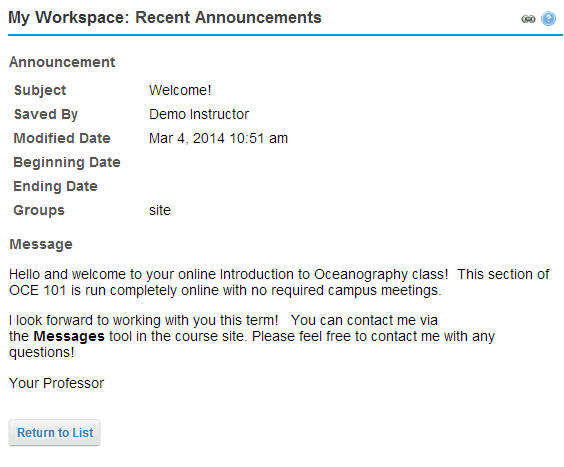 My Workspace: Recent Announcements
?
Announcement
Subject Welcome!
Saved By Demo Instructor
Modified Date Mar 4, 2014 10:51 am
Beginning Date
Ending Date
Groups site
Message
Hello and welcome to your online Introduction to Oceanography class!  This section of
OCE 101 is run completely online with no required campus meetings.
I look forward to working with you this term!   You can contact me via
the Messages tool in the course site. Please feel free to contact me with any
questions!
Your Professor
Return to List